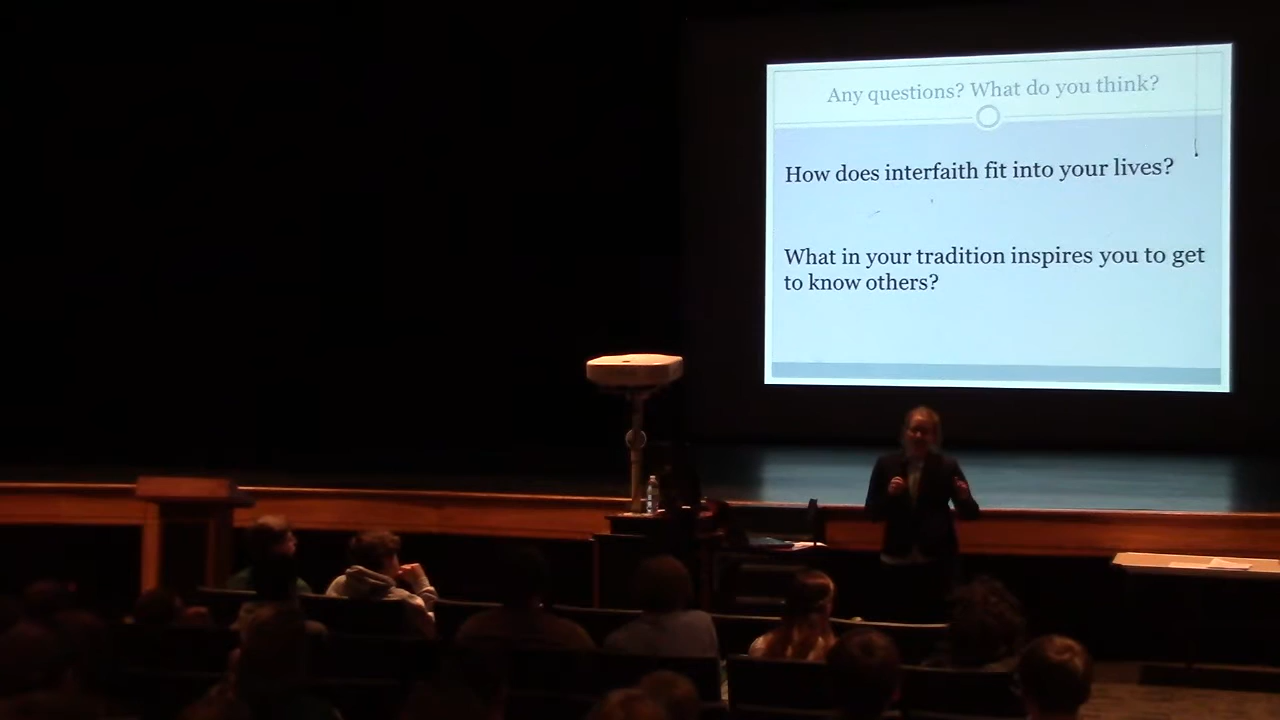 Any questions? What do you think?
How does interfaith fit into your lives?
What in your tradition inspires you to get
to know others?